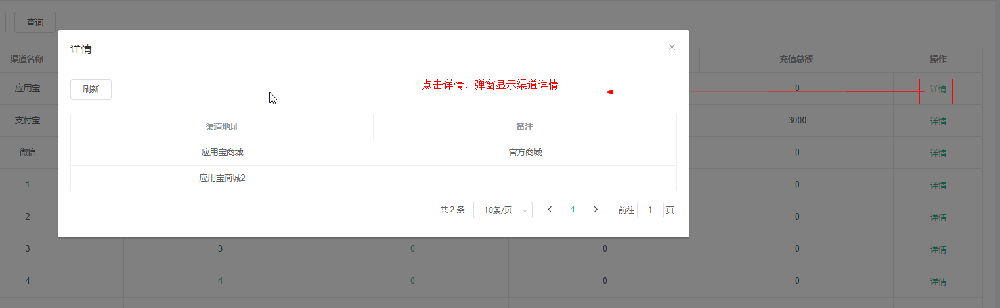 查询
详情
渠道名称 充值总额 操作
刷新 点击详情，弹窗显示渠道详情
应用宝 0 详情
支付宝 3000 详情
渠道地址 备注
微信 应用宝商城 官方商城 0 详情
1 应用宝商城2 0 详情
2 共 2 条 10条/页 1 前往 1 页 0 详情
3 3 0 0 0 详情
4 4 0 0 0 详情